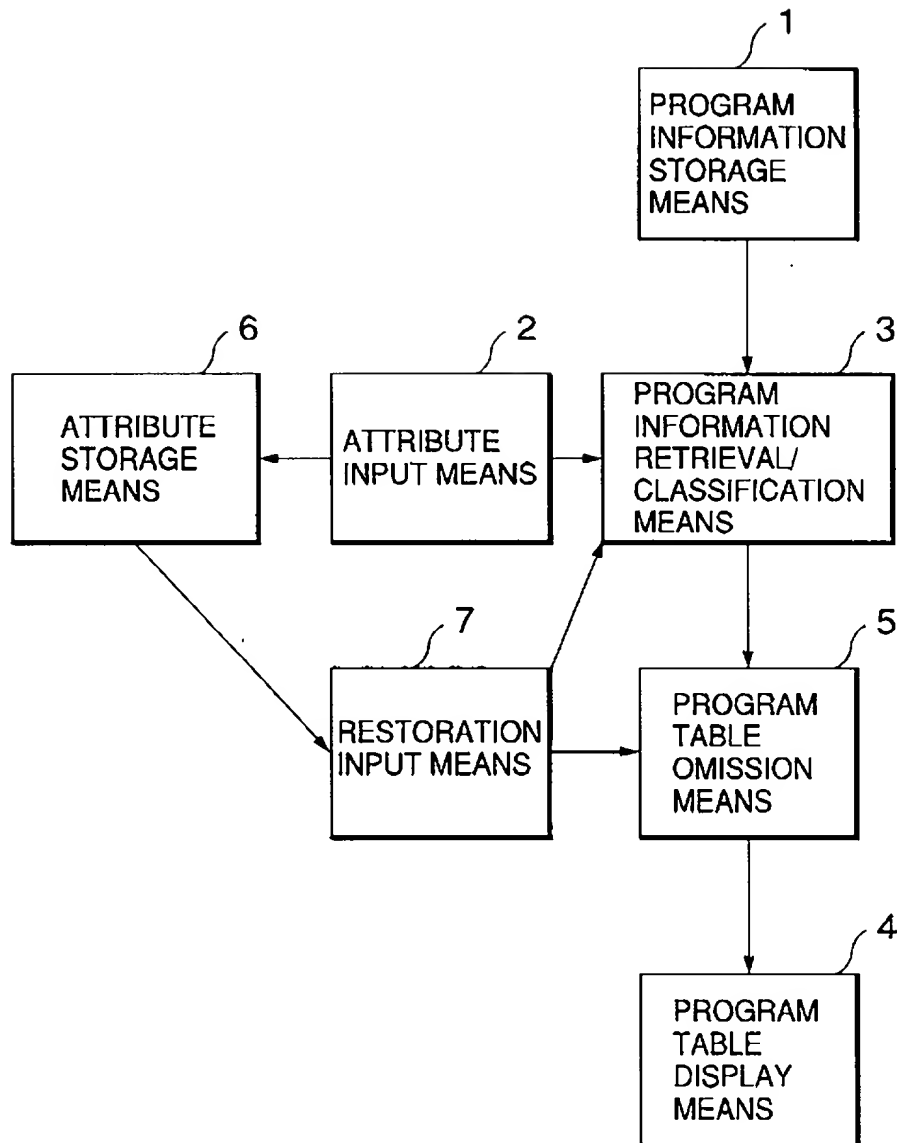 1
PROGRAM
INFORMATION
STORAGE
MEANS
6
2
3
ATTRIBUTE
STORAGE
MEANS
ATTRIBUTE
INPUT MEANS
PROGRAM
INFORMATION
RETRIEVAL/
CLASSIFICATION
MEANS
7
5
RESTORATION
INPUT MEANS
PROGRAM
TABLE
OMISSION
MEANS
4
PROGRAM
TABLE
DISPLAY
MEANS